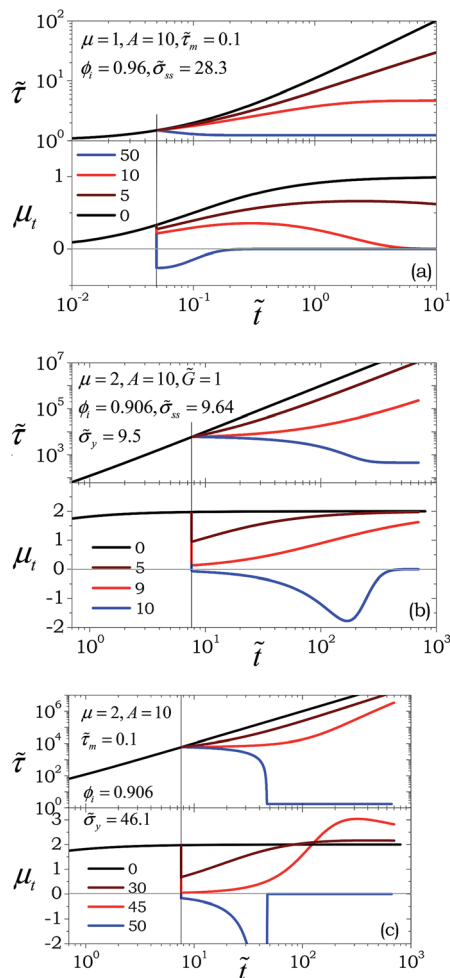 μ = 1, A = 10, τ̃ₘ = 0.1
ϕᵢ = 0.96, σ̃ₛₛ = 28.3
10²
10¹
10⁰
τ̃
50
10
5
0
1
0
μₜ
(a)
10⁻² 10⁻¹ 10⁰ 10¹
t̃
μ = 2, A = 10, G̃ = 1
ϕᵢ = 0.906, σ̃ₛₛ = 9.64
σ̃ᵧ = 9.5
10⁷
10⁵
10³
τ̃
2
1
0
-1
-2
μₜ
0
5
9
10
(b)
10⁰ 10¹ 10² 10³
t̃
μ = 2, A = 10
τ̃ₘ = 0.1
ϕᵢ = 0.906
σ̃ᵧ = 46.1
10⁶
10⁴
10²
10⁰
τ̃
3
2
1
0
-1
-2
μₜ
0
30
45
50
(c)
10⁰ 10¹ 10² 10³
t̃